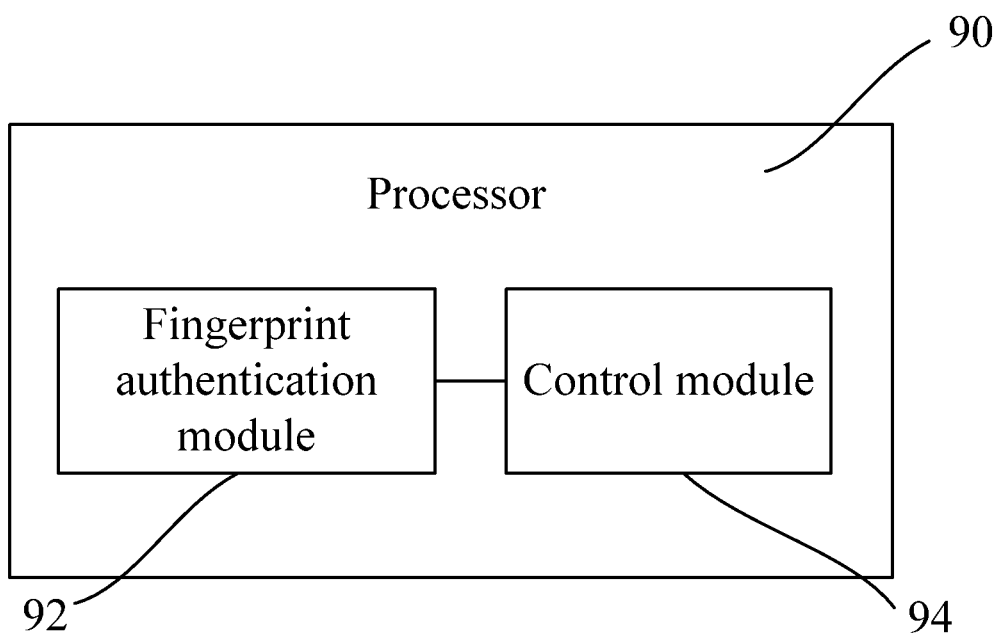 90
Processor
Fingerprint
authentication
module
Control module
92
94